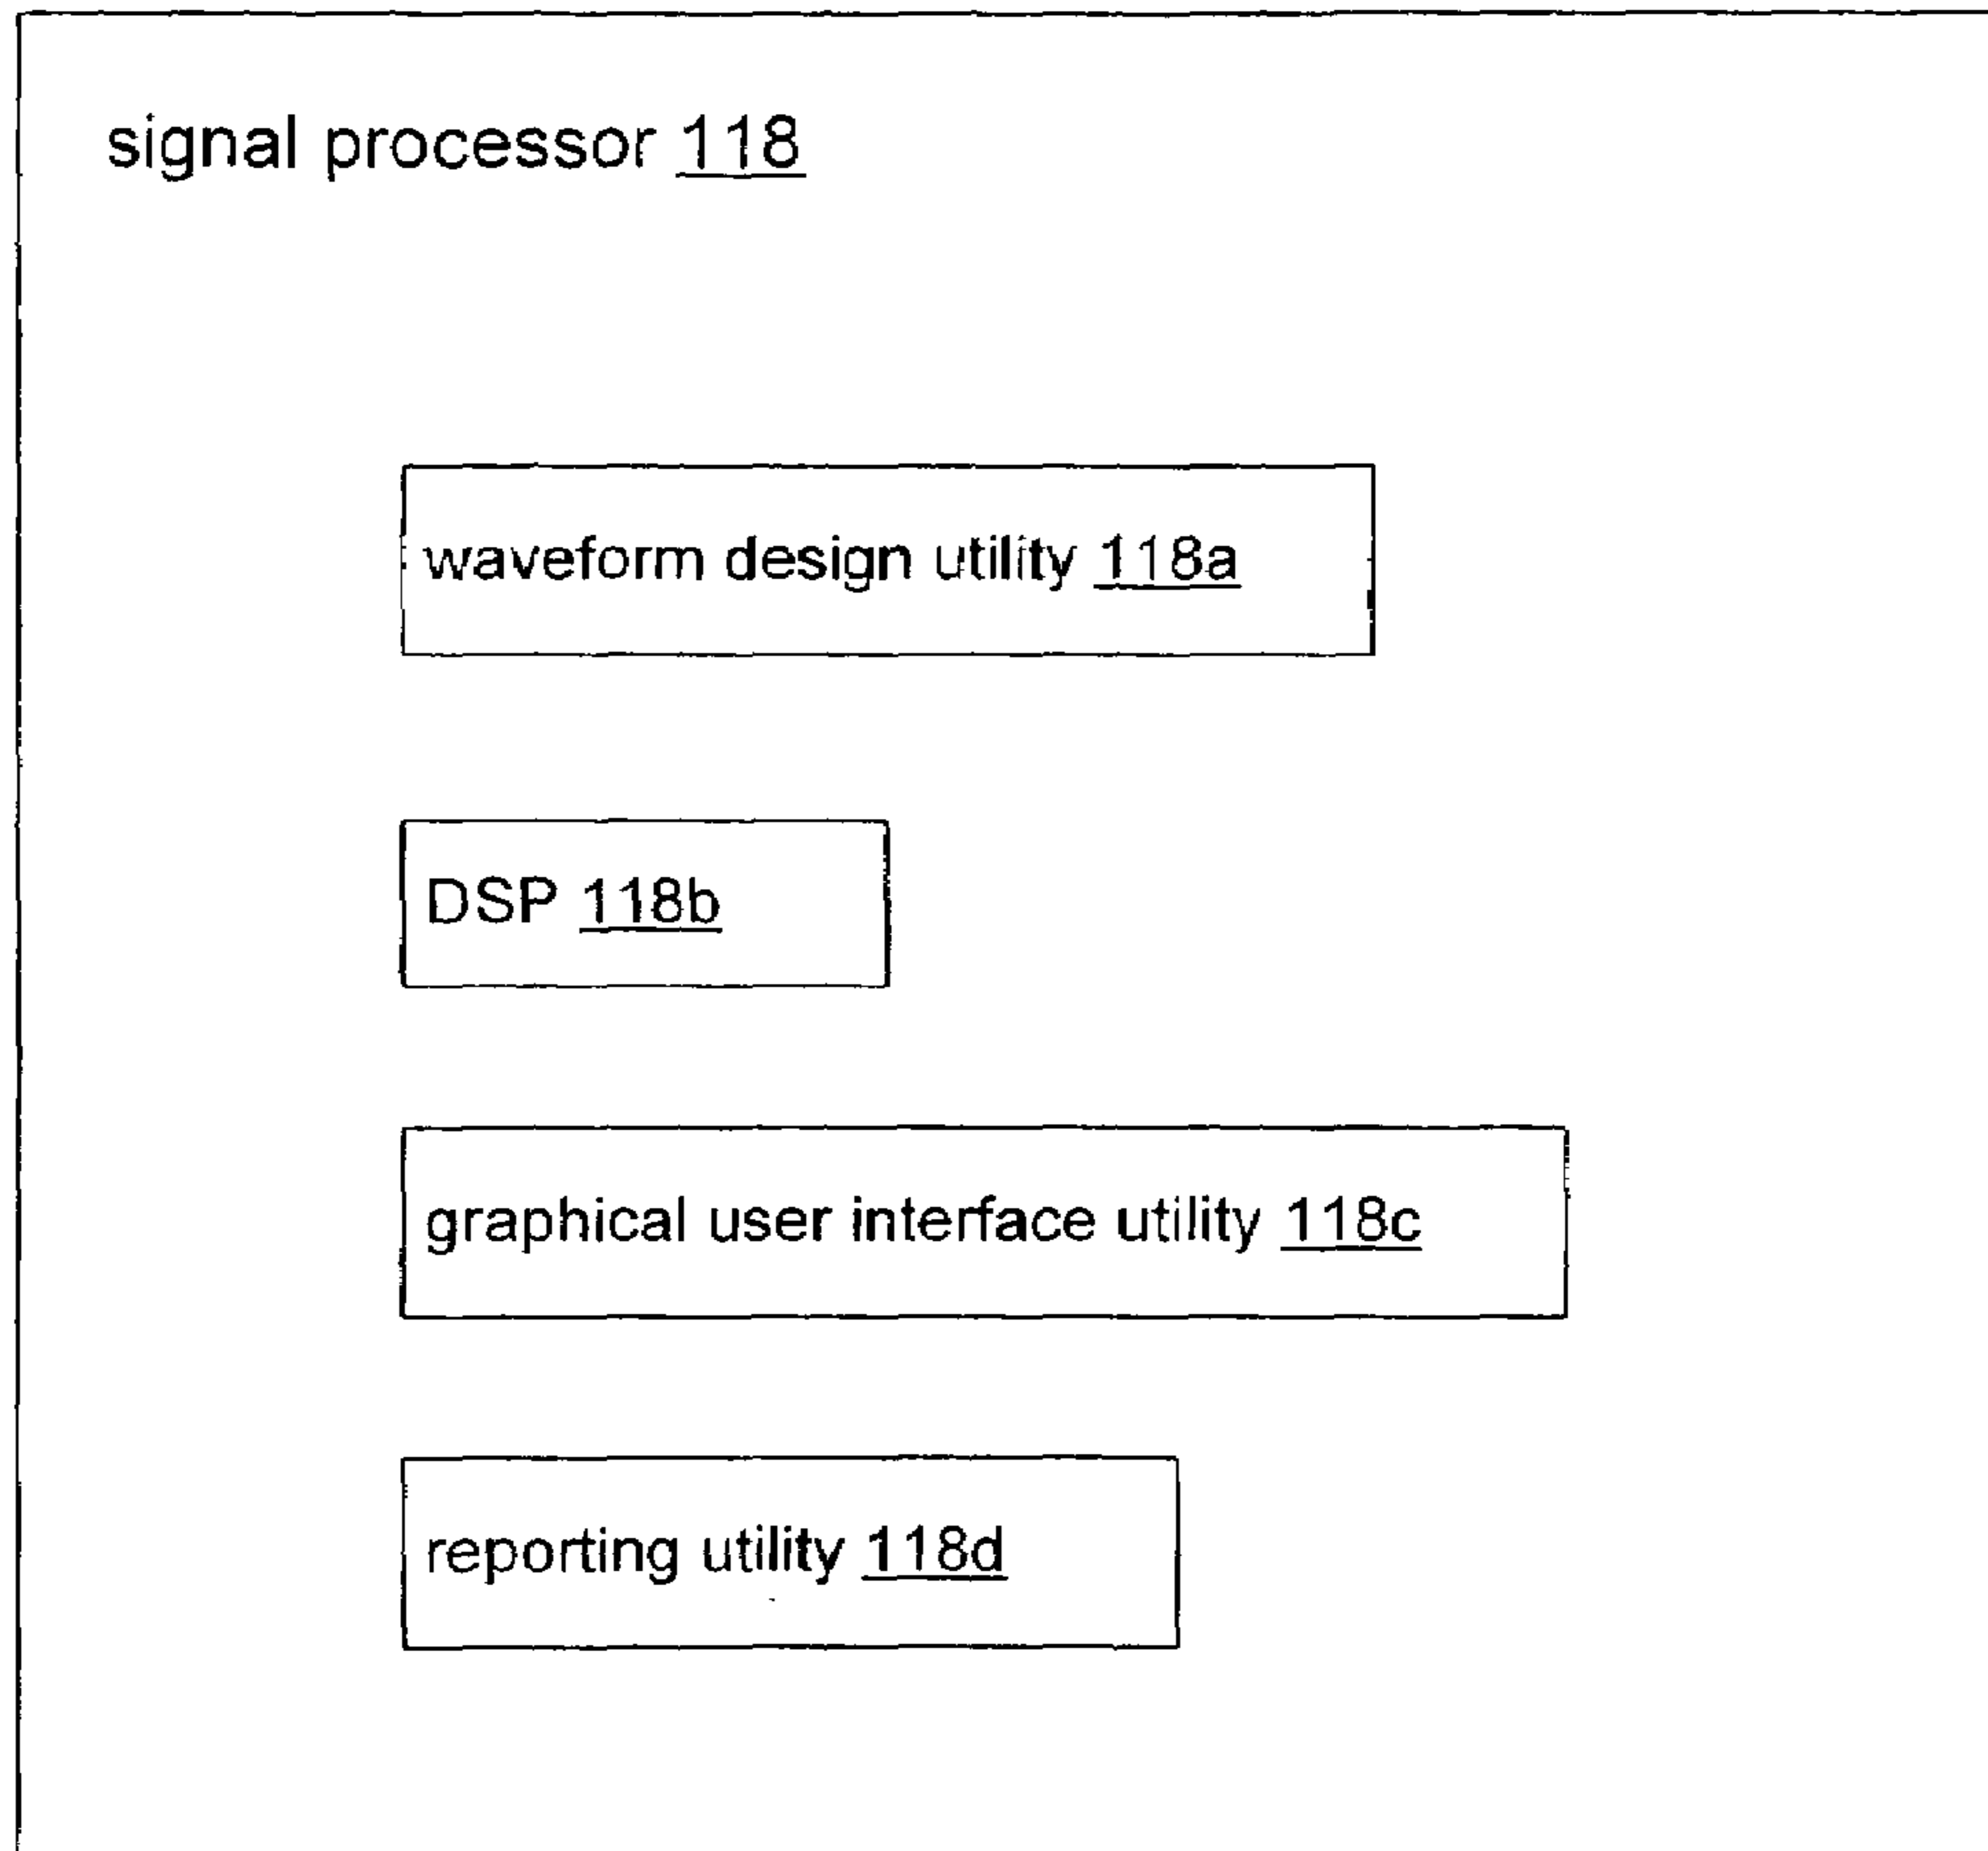 signal processor 118
waveform design utility 118a
DSP 118b
graphical user interface utility 118c
reporting utility 118d